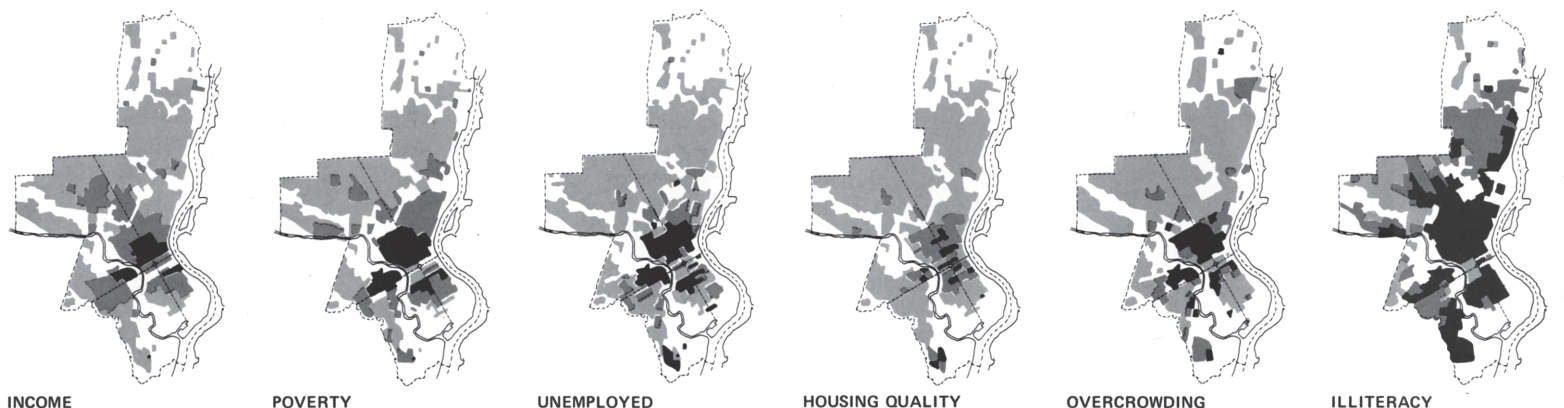 INCOME
POVERTY
UNEMPLOYED
HOUSING QUALITY
OVERCROWDING
ILLITERACY